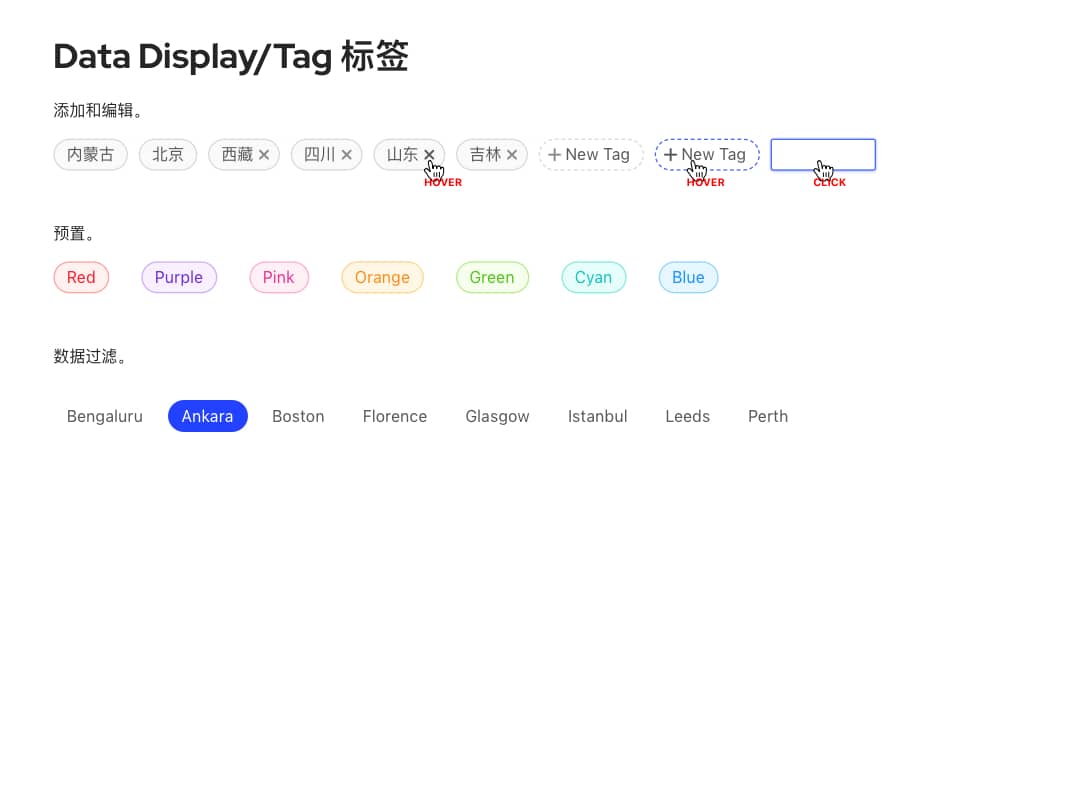 Data Display/Tag 标签
添加和编辑。
内蒙古 北京 西藏 四川 山东 吉林 New Tag New Tag
HOVER HOVER CLICK
预置。
Red Purple Pink Orange Green Cyan Blue
数据过滤。
Bengaluru Ankara Boston Florence Glasgow Istanbul Leeds Perth